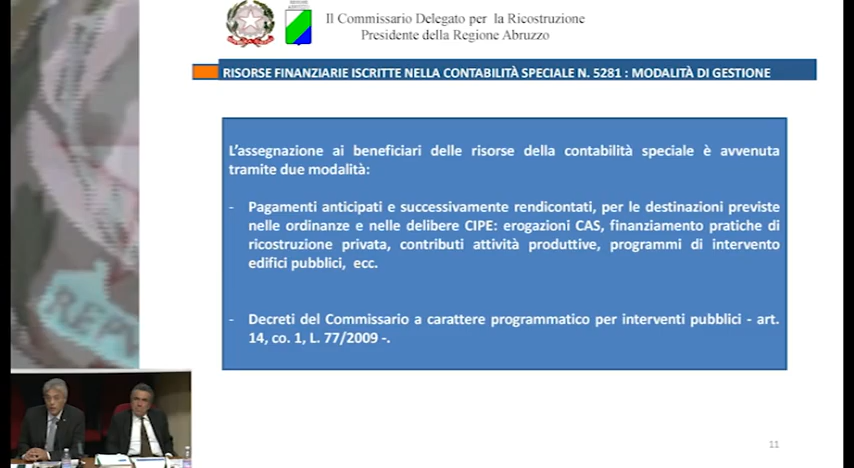 Il Commissario Delegato per la Ricostruzione
Presidente della Regione Abruzzo
RISORSE FINANZIARIE ISCRITTE NELLA CONTABILITÀ SPECIALE N. 5281 : MODALITÀ DI GESTIONE
L'assegnazione ai beneficiari delle risorse della contabilità speciale è avvenuta
tramite due modalità:
- Pagamenti anticipati e successivamente rendicontati, per le destinazioni previste
nelle ordinanze e nelle delibere CIPE: erogazioni CAS, finanziamento pratiche di
ricostruzione privata, contributi attività produttive, programmi di intervento
edifici pubblici, ecc.
- Decreti del Commissario a carattere programmatico per interventi pubblici - art.
14, co. 1, L. 77/2009 -.
11